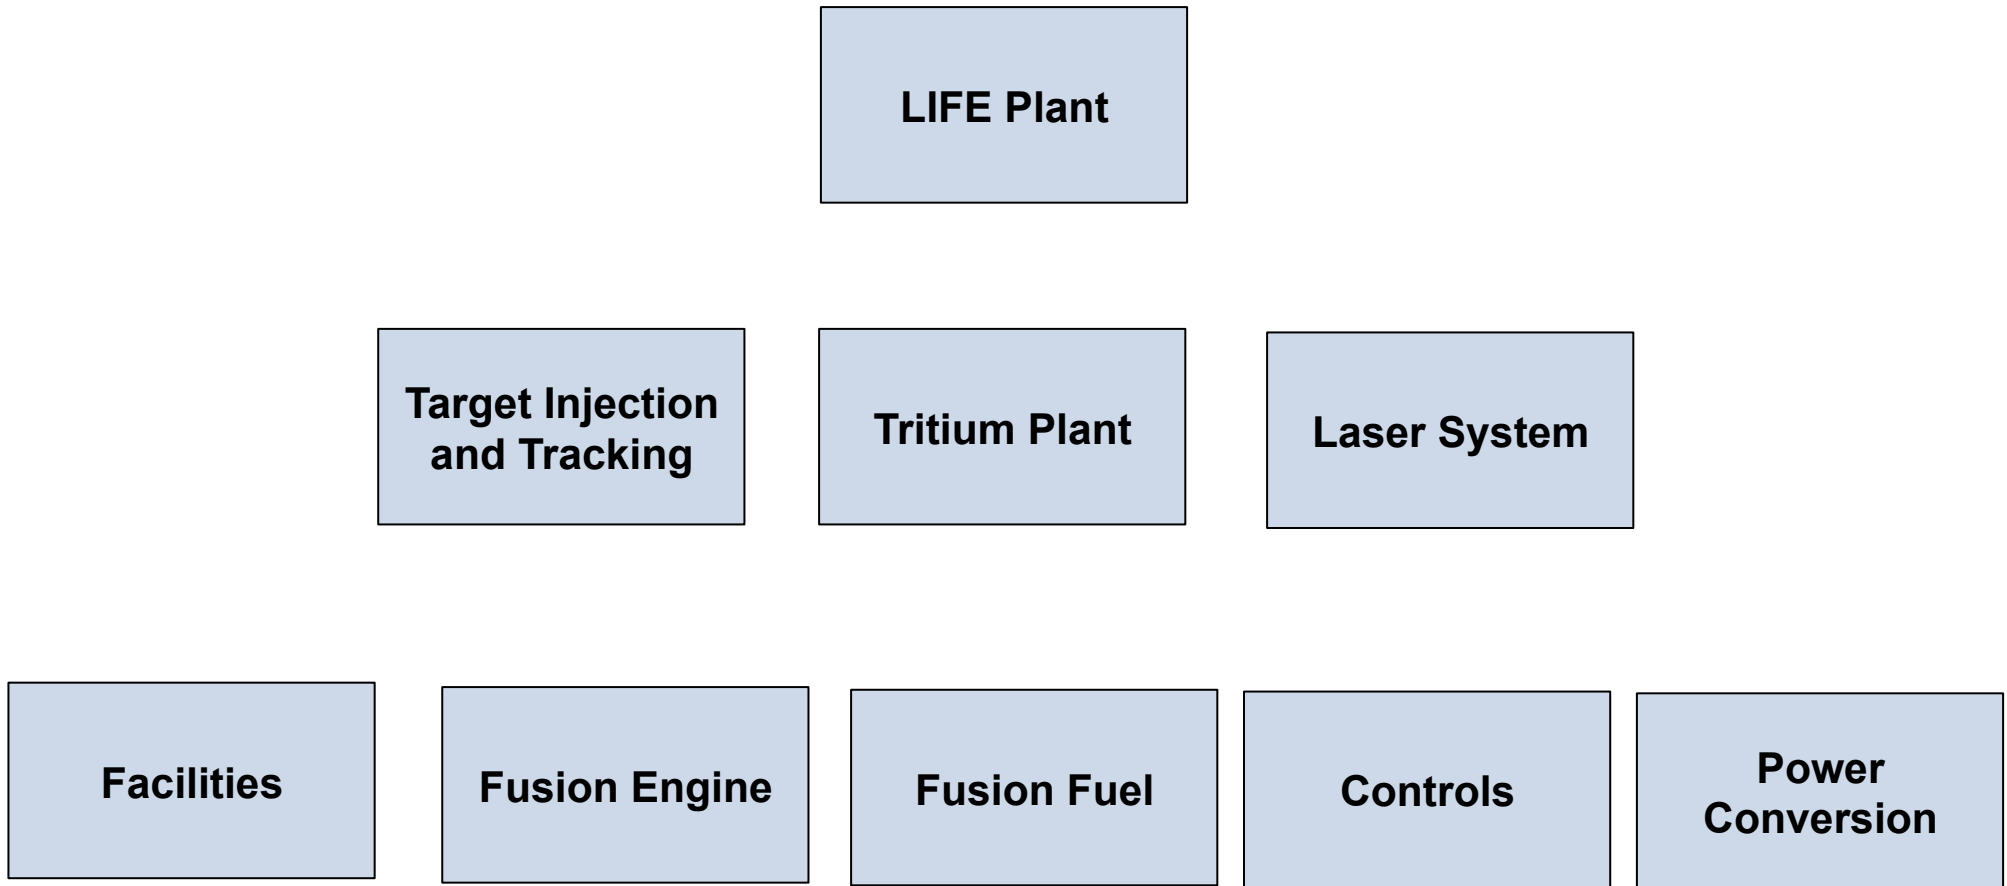 LIFE Plant
Target Injection
and Tracking
Tritium Plant
Laser System
Facilities
Fusion Engine
Fusion Fuel
Controls
Power
Conversion